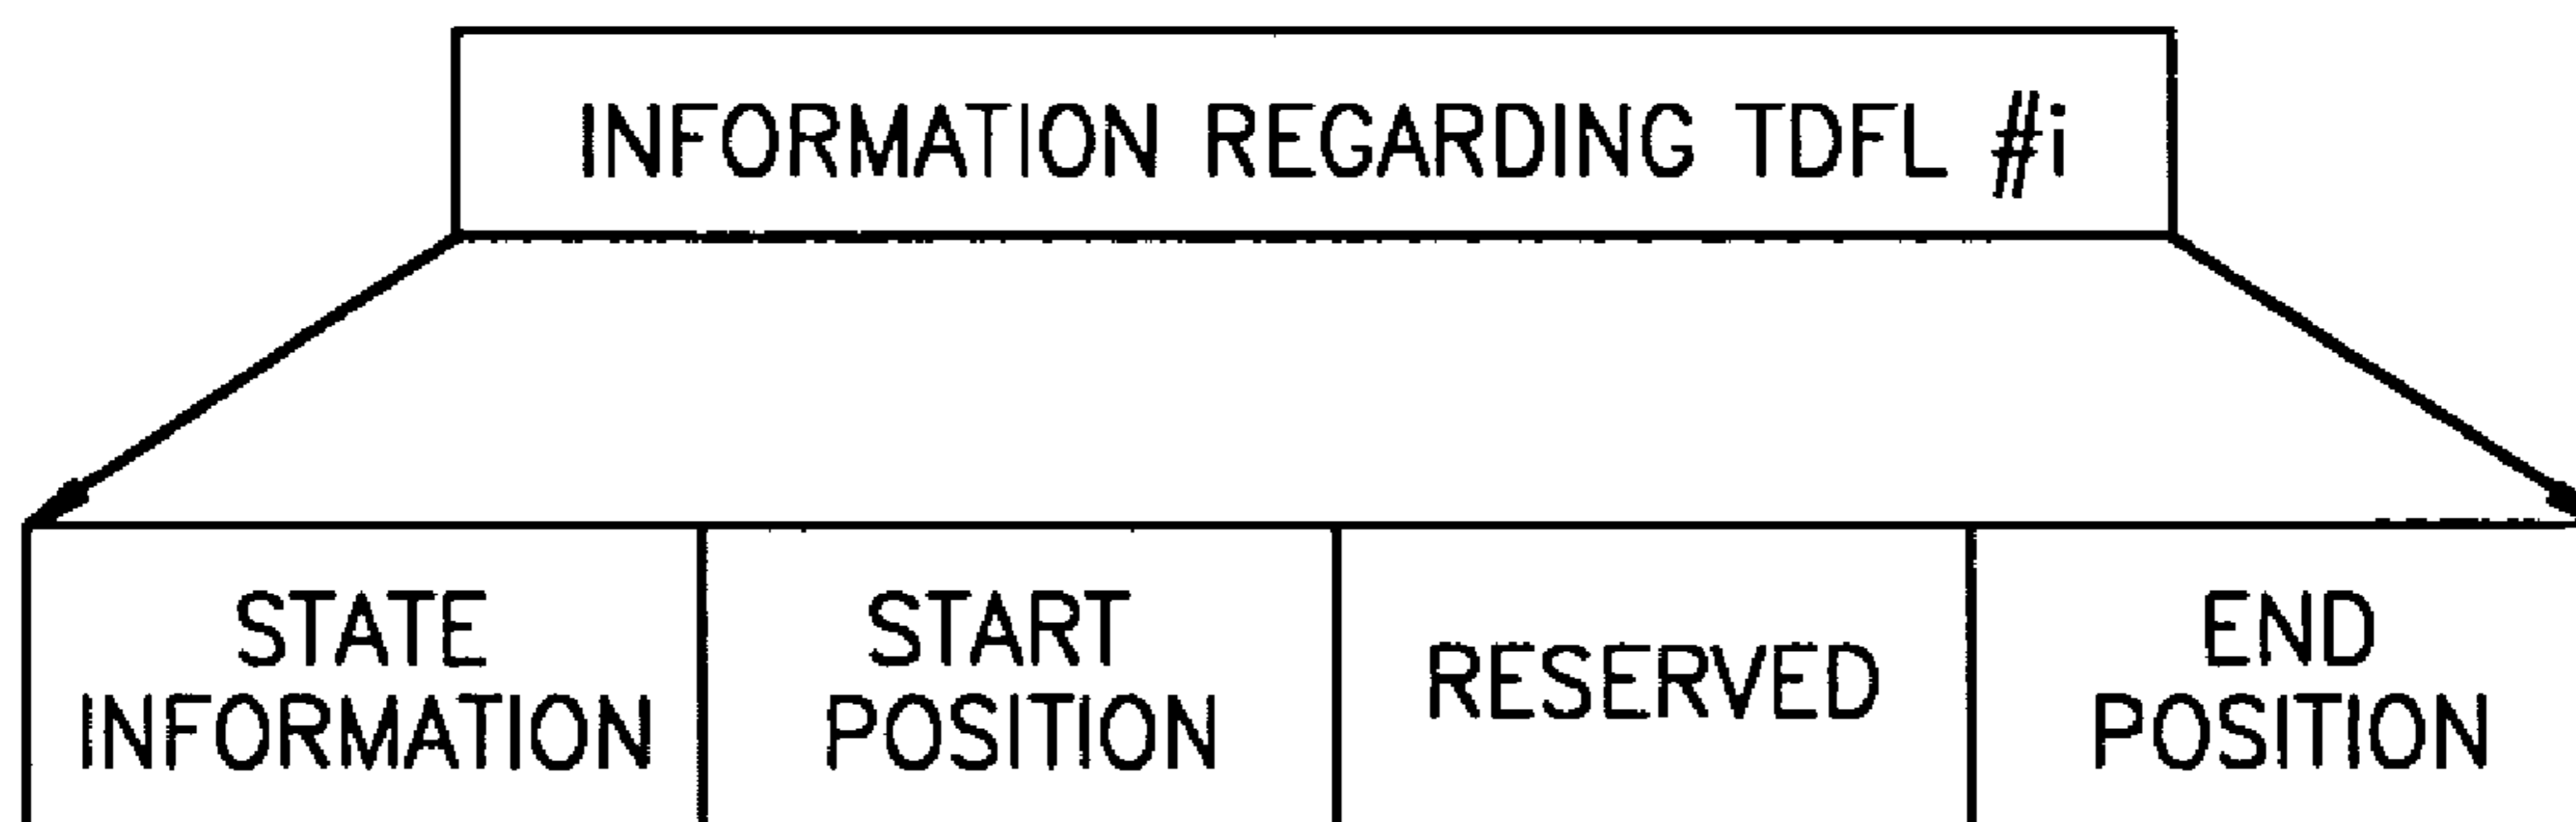 INFORMATION REGARDING TDFL #i
STATE
INFORMATION
START
POSITION
RESERVED
END
POSITION